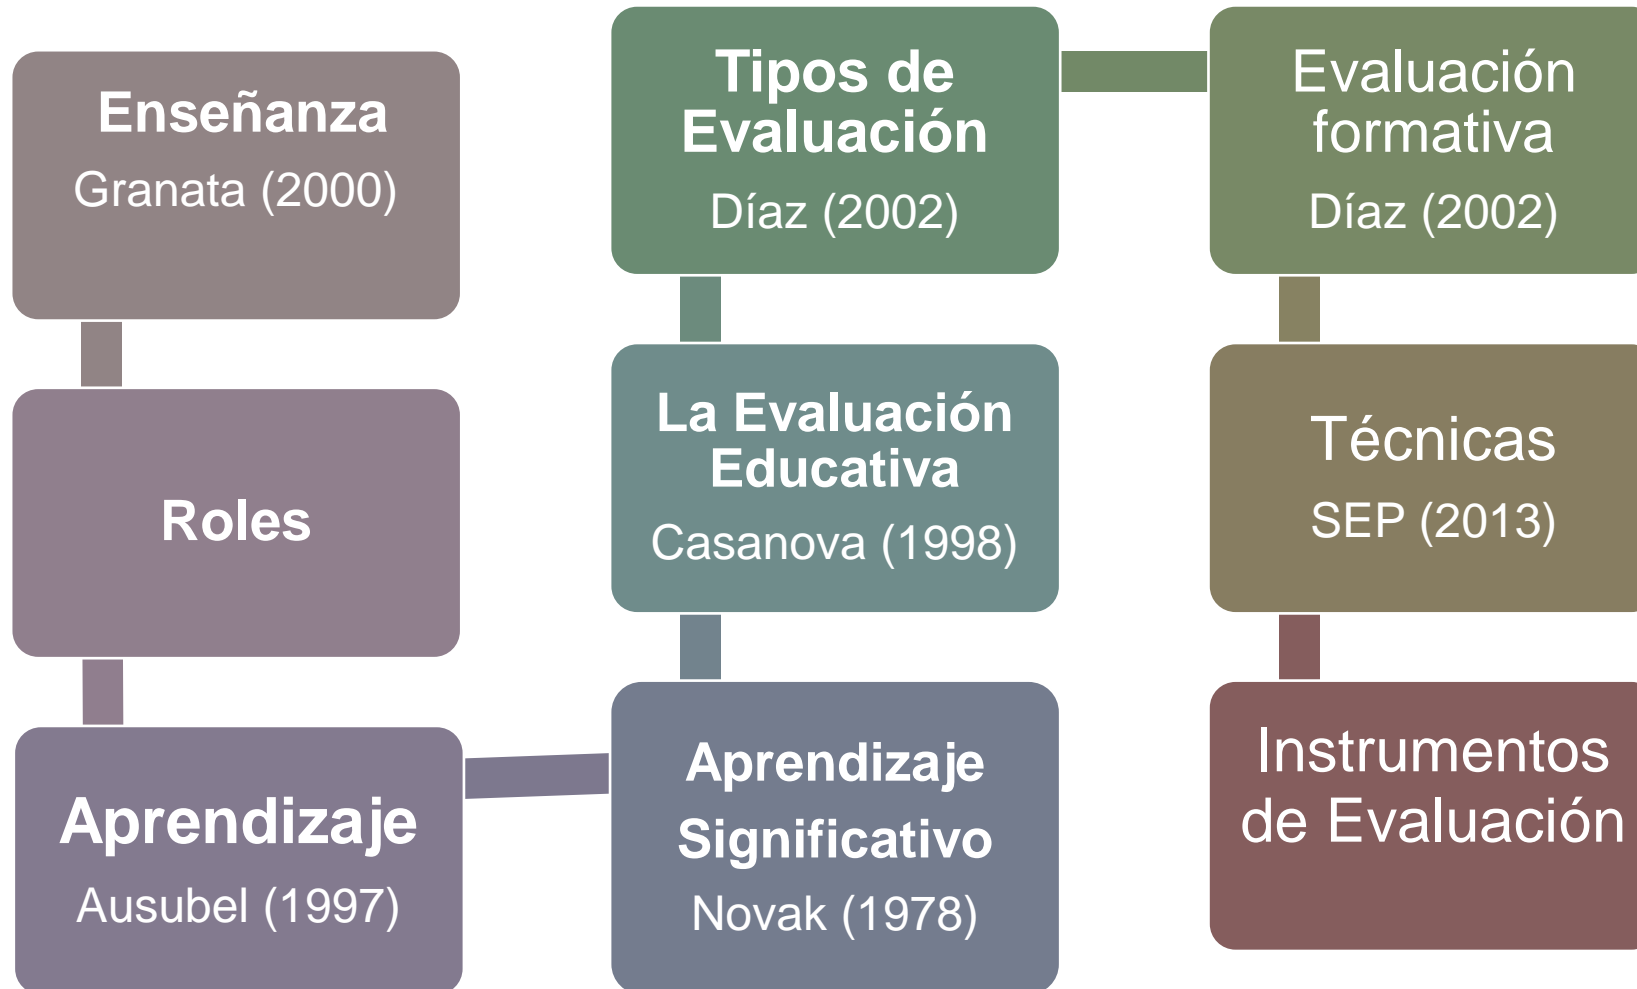 Enseñanza
Granata (2000)
Roles
Aprendizaje
Ausubel (1997)
Aprendizaje
Significativo
Novak (1978)
La Evaluación
Educativa
Casanova (1998)
Tipos de
Evaluación
Díaz (2002)
Evaluación
formativa
Díaz (2002)
Técnicas
SEP (2013)
Instrumentos
de Evaluación